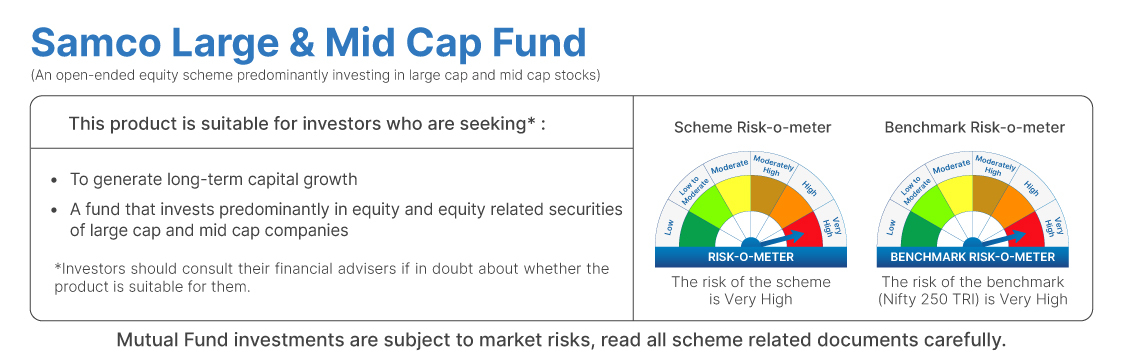 Samco Large & Mid Cap Fund
(An open-ended equity scheme predominantly investing in large cap and mid cap stocks)
This product is suitable for investors who are seeking* :
• To generate long-term capital growth
• A fund that invests predominantly in equity and equity related securities
of large cap and mid cap companies
*Investors should consult their financial advisers if in doubt about whether the
product is suitable for them.
Scheme Risk-o-meter
Low
Low to
Moderate
Moderate
Moderately
High
High
Very
High
RISK-O-METER
The risk of the scheme
is Very High
Benchmark Risk-o-meter
Low
Low to
Moderate
Moderate
Moderately
High
High
Very
High
BENCHMARK RISK-O-METER
The risk of the benchmark
(Nifty 250 TRI) is Very High
Mutual Fund investments are subject to market risks, read all scheme related documents carefully.